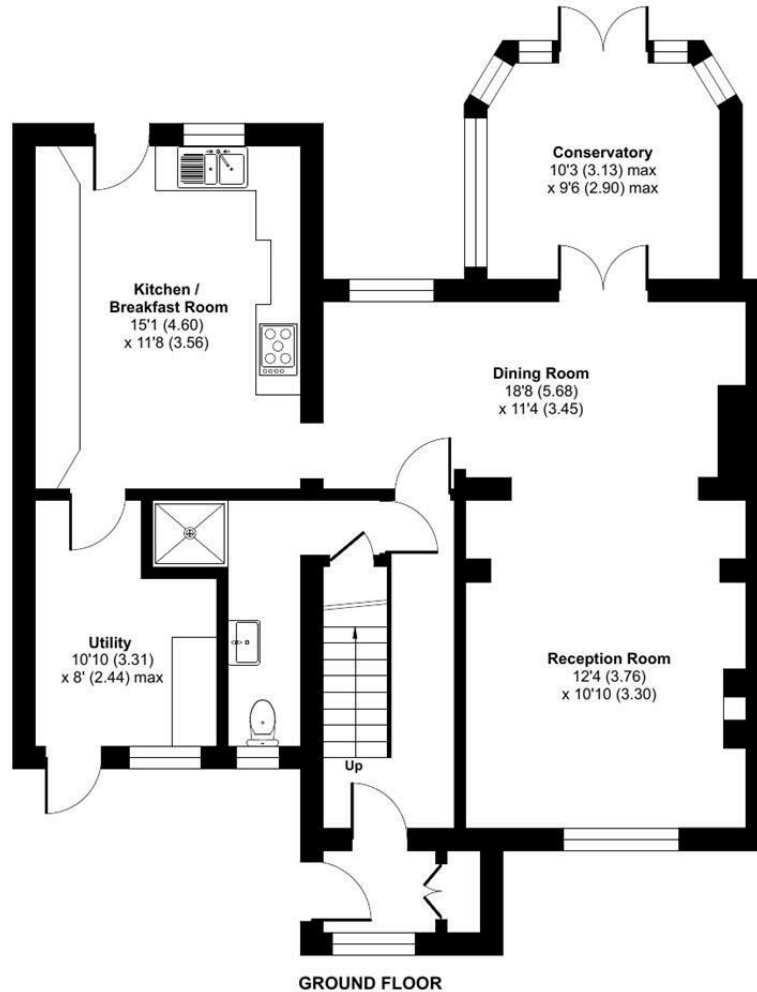 Conservatory
10'3 (3.13) max
x 9'6 (2.90) max
Kitchen /
Breakfast Room
15'1 (4.60)
x 11'8 (3.56)
Dining Room
18'8 (5.68)
x 11'4 (3.45)
Utility
10'10 (3.31)
x 8' (2.44) max
Reception Room
12'4 (3.76)
x 10'10 (3.30)
Up
GROUND FLOOR